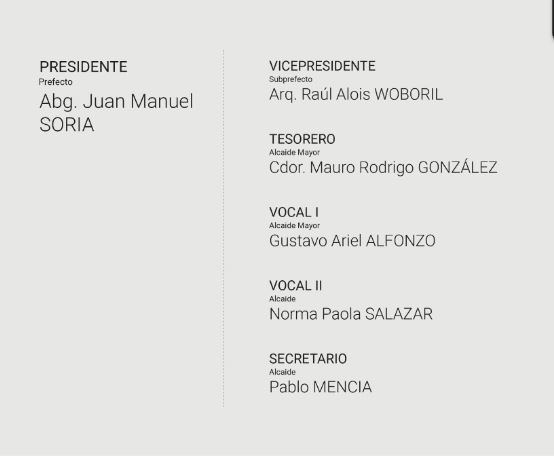 PRESIDENTE
Prefecto
Abg. Juan Manuel
SORIA
VICEPRESIDENTE
Subprefecto
Arq. Raúl Alois WOBORIL
TESORERO
Alcaide Mayor
Cdor. Mauro Rodrigo GONZÁLEZ
VOCAL I
Alcaide Mayor
Gustavo Ariel ALFONZO
VOCAL II
Alcaide
Norma Paola SALAZAR
SECRETARIO
Alcaide
Pablo MENCIA